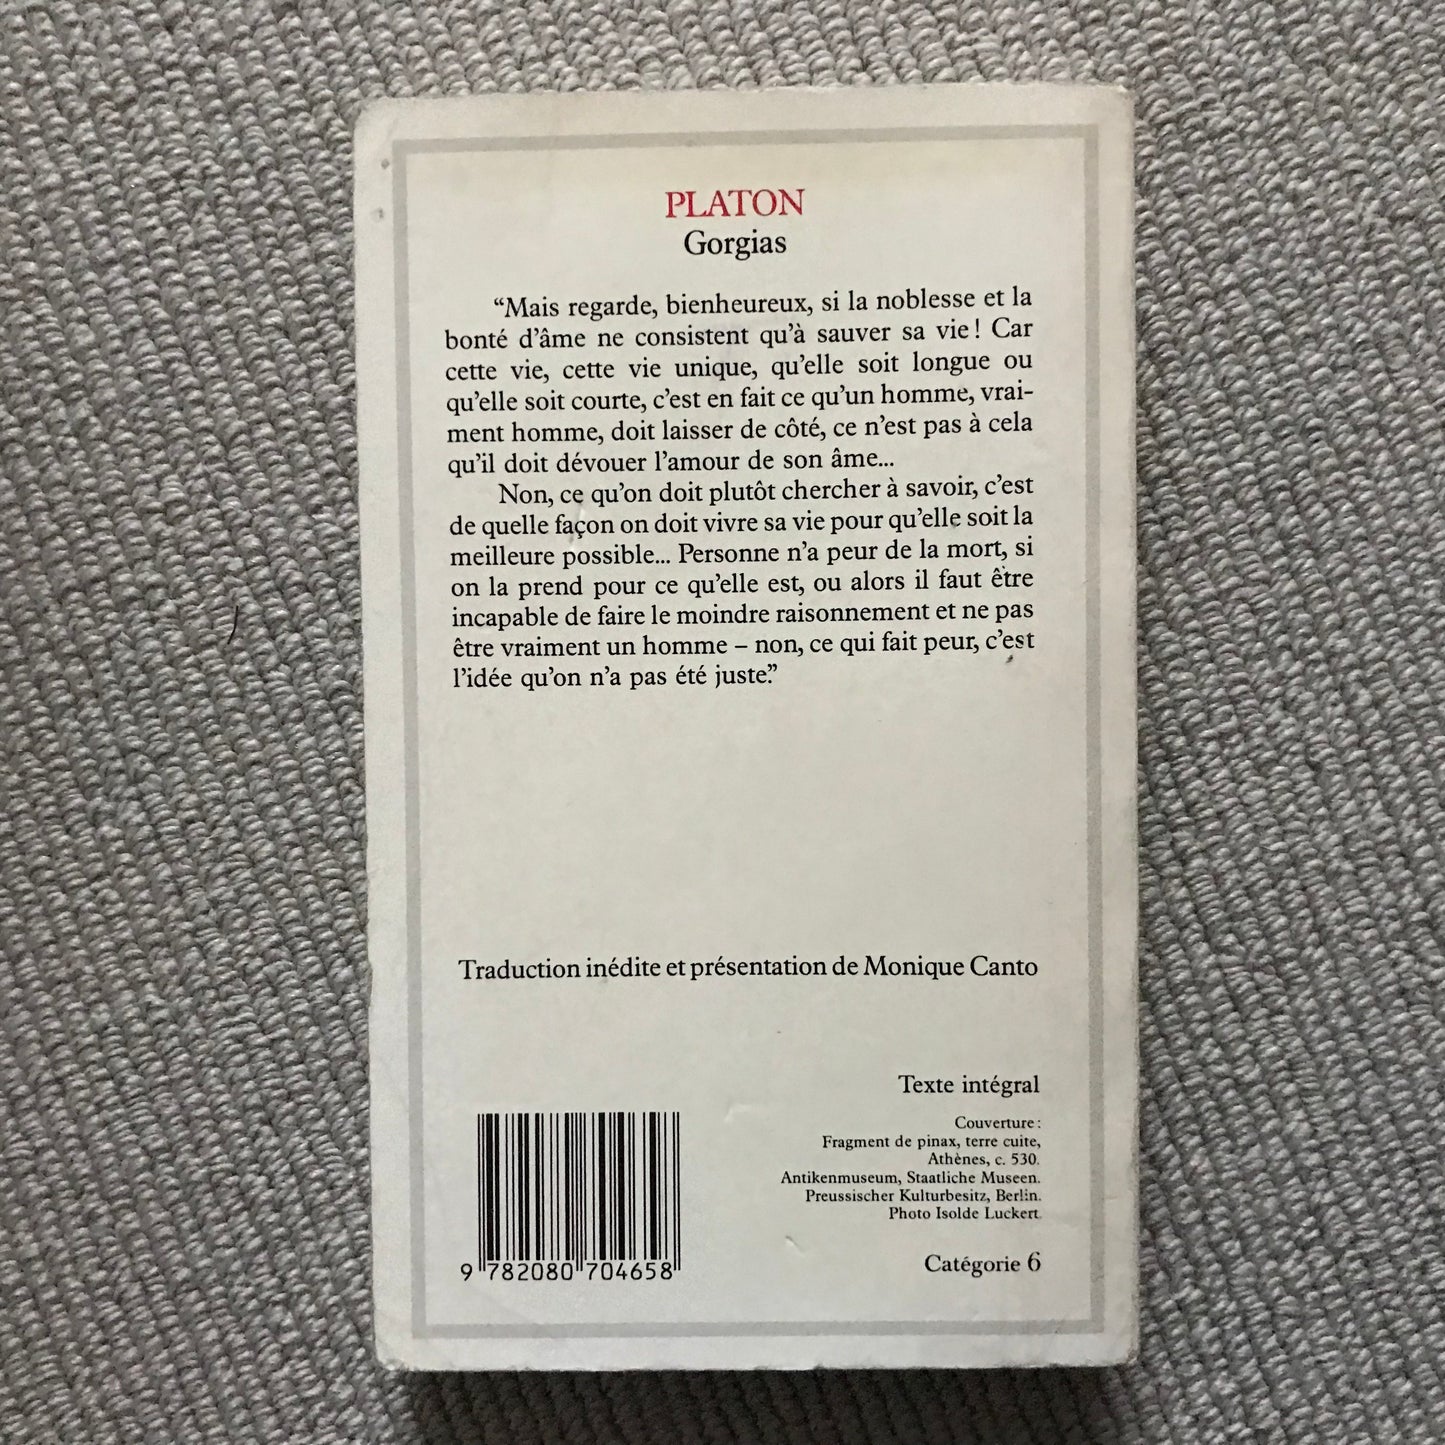 PLATON
Gorgias
“Mais regarde, bienheureux, si la noblesse et la
bonté d’âme ne consistent qu’à sauver sa vie ! Car
cette vie, cette vie unique, qu’elle soit longue ou
qu’elle soit courte, c’est en fait ce qu’un homme, vrai-
ment homme, doit laisser de côté, ce n’est pas à cela
qu’il doit dévouer l’amour de son âme...
Non, ce qu’on doit plutôt chercher à savoir, c’est
de quelle façon on doit vivre sa vie pour qu’elle soit la
meilleure possible... Personne n’a peur de la mort, si
on la prend pour ce qu’elle est, ou alors il faut être
incapable de faire le moindre raisonnement et ne pas
être vraiment un homme – non, ce qui fait peur, c’est
l’idée qu’on n’a pas été juste.”
Traduction inédite et présentation de Monique Canto
Texte intégral
Couverture :
Fragment de pinax, terre cuite,
Athènes, c. 530.
Antikenmuseum, Staatliche Museen.
Preussischer Kulturbesitz, Berlin.
Photo Isolde Luckert.
Catégorie 6
9 782080 704658